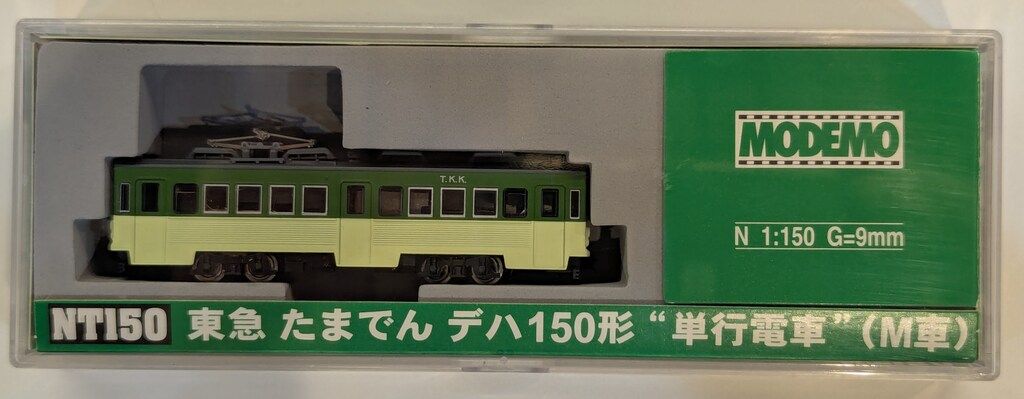 T.K.K.
MODEMO
N 1:150 G=9mm
NT150 東急 たまでん デハ150形 “単行電車” (M車)